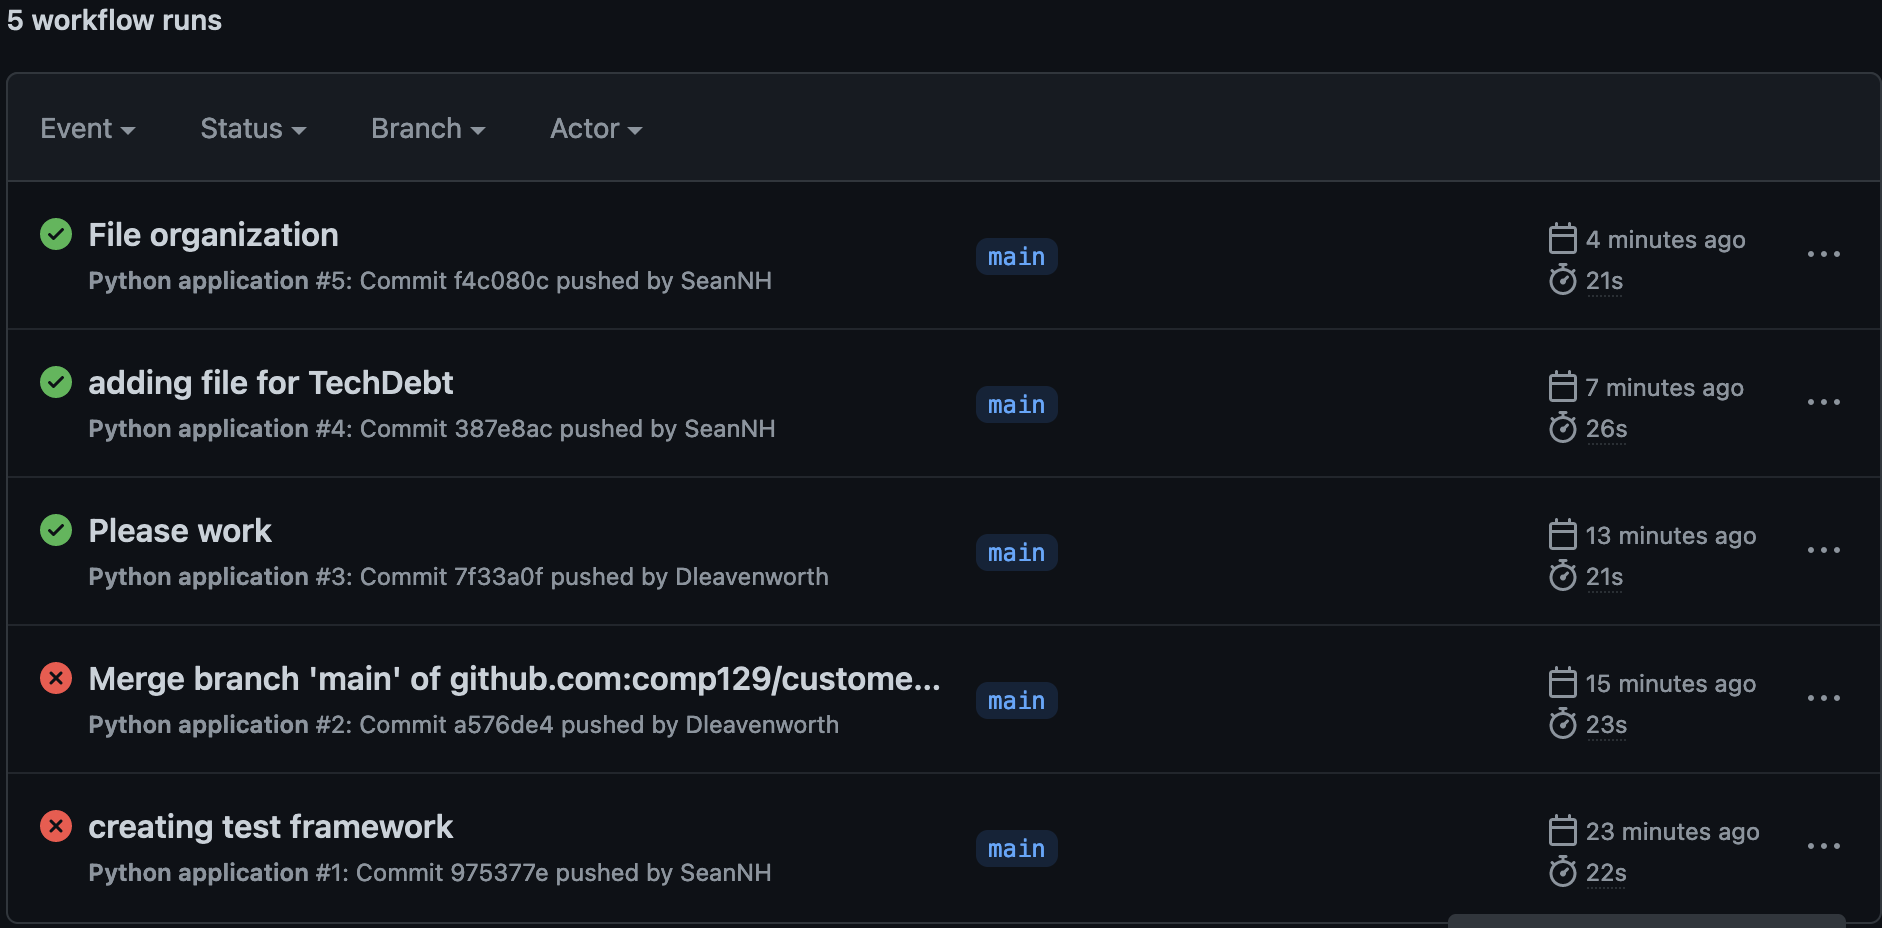 5 workflow runs
Event Status Branch Actor
File organization
Python application #5: Commit f4c080c pushed by SeanNH
main
4 minutes ago
21s
adding file for TechDebt
Python application #4: Commit 387e8ac pushed by SeanNH
main
7 minutes ago
26s
Please work
Python application #3: Commit 7f33a0f pushed by Dleavenworth
main
13 minutes ago
21s
Merge branch 'main' of github.com:comp129/custome...
Python application #2: Commit a576de4 pushed by Dleavenworth
main
15 minutes ago
23s
creating test framework
Python application #1: Commit 975377e pushed by SeanNH
main
23 minutes ago
22s